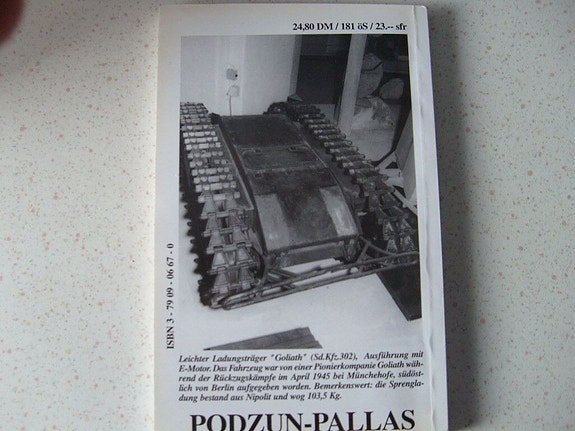 24,80 DM / 181 öS / 23.-- sfr
ISBN 3 - 79 09 - 06 67 - 0
Leichter Ladungsträger "Goliath" (Sd.Kfz.302), Ausführung mit
E-Motor. Das Fahrzeug war von einer Pionierkompanie Goliath wäh-
rend der Rückzugskämpfe im April 1945 bei Münchehofe, südöst-
lich von Berlin aufgegeben worden. Bemerkenswert: die Sprengla-
dung bestand aus Nipolit und wog 103,5 Kg.
PODZUN-PALLAS